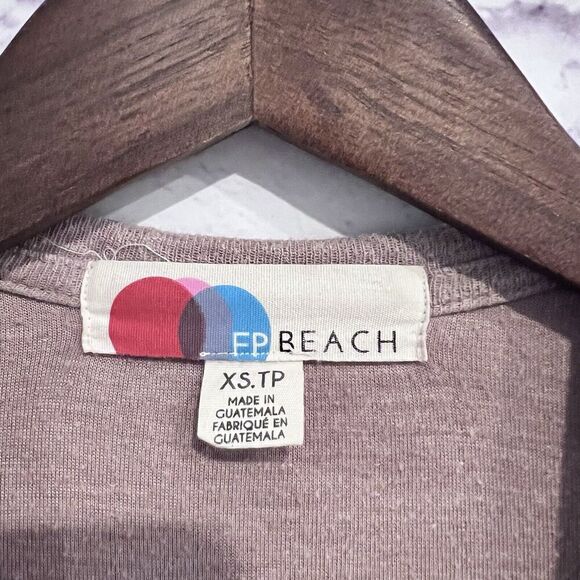 FP BEACH
XS.TP
MADE IN
GUATEMALA
FABRIQUÉ EN
GUATEMALA